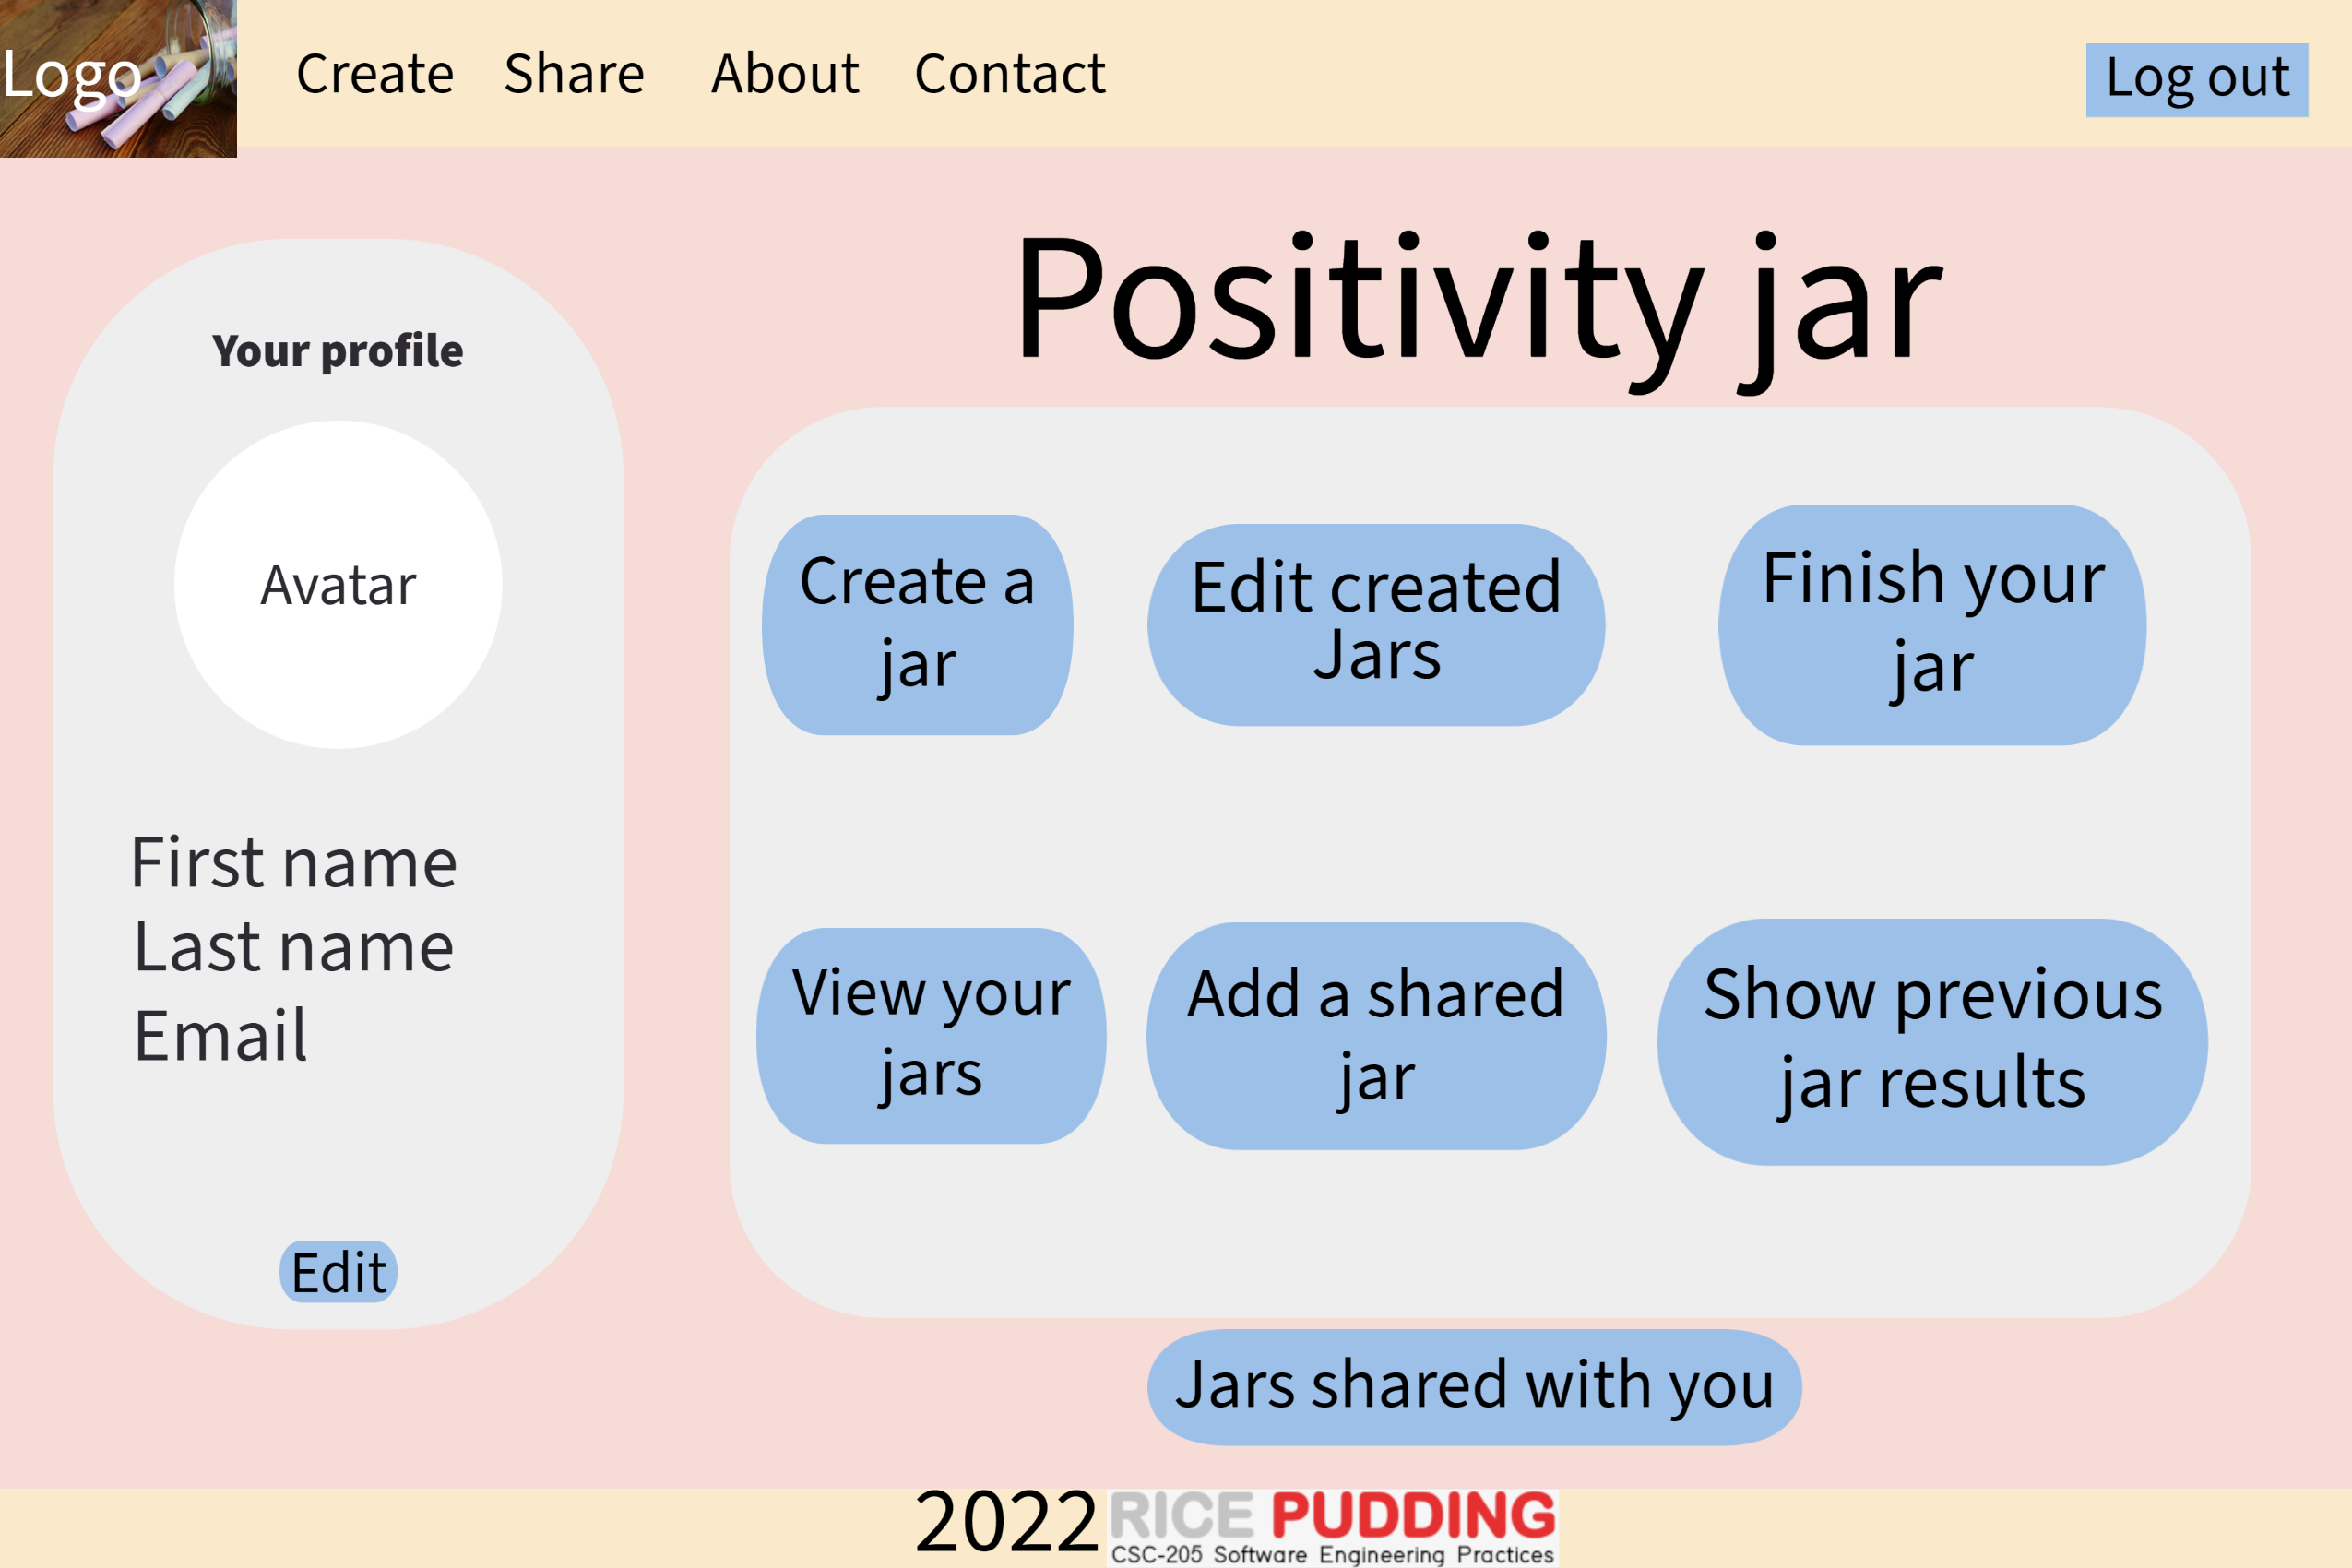 Logo
Create Share About Contact
Log out
Positivity jar
Your profile
Avatar
First name
Last name
Email
Edit
Create a
jar
Edit created
Jars
Finish your
jar
View your
jars
Add a shared
jar
Show previous
jar results
Jars shared with you
2022 RICE PUDDING
CSC-205 Software Engineering Practices